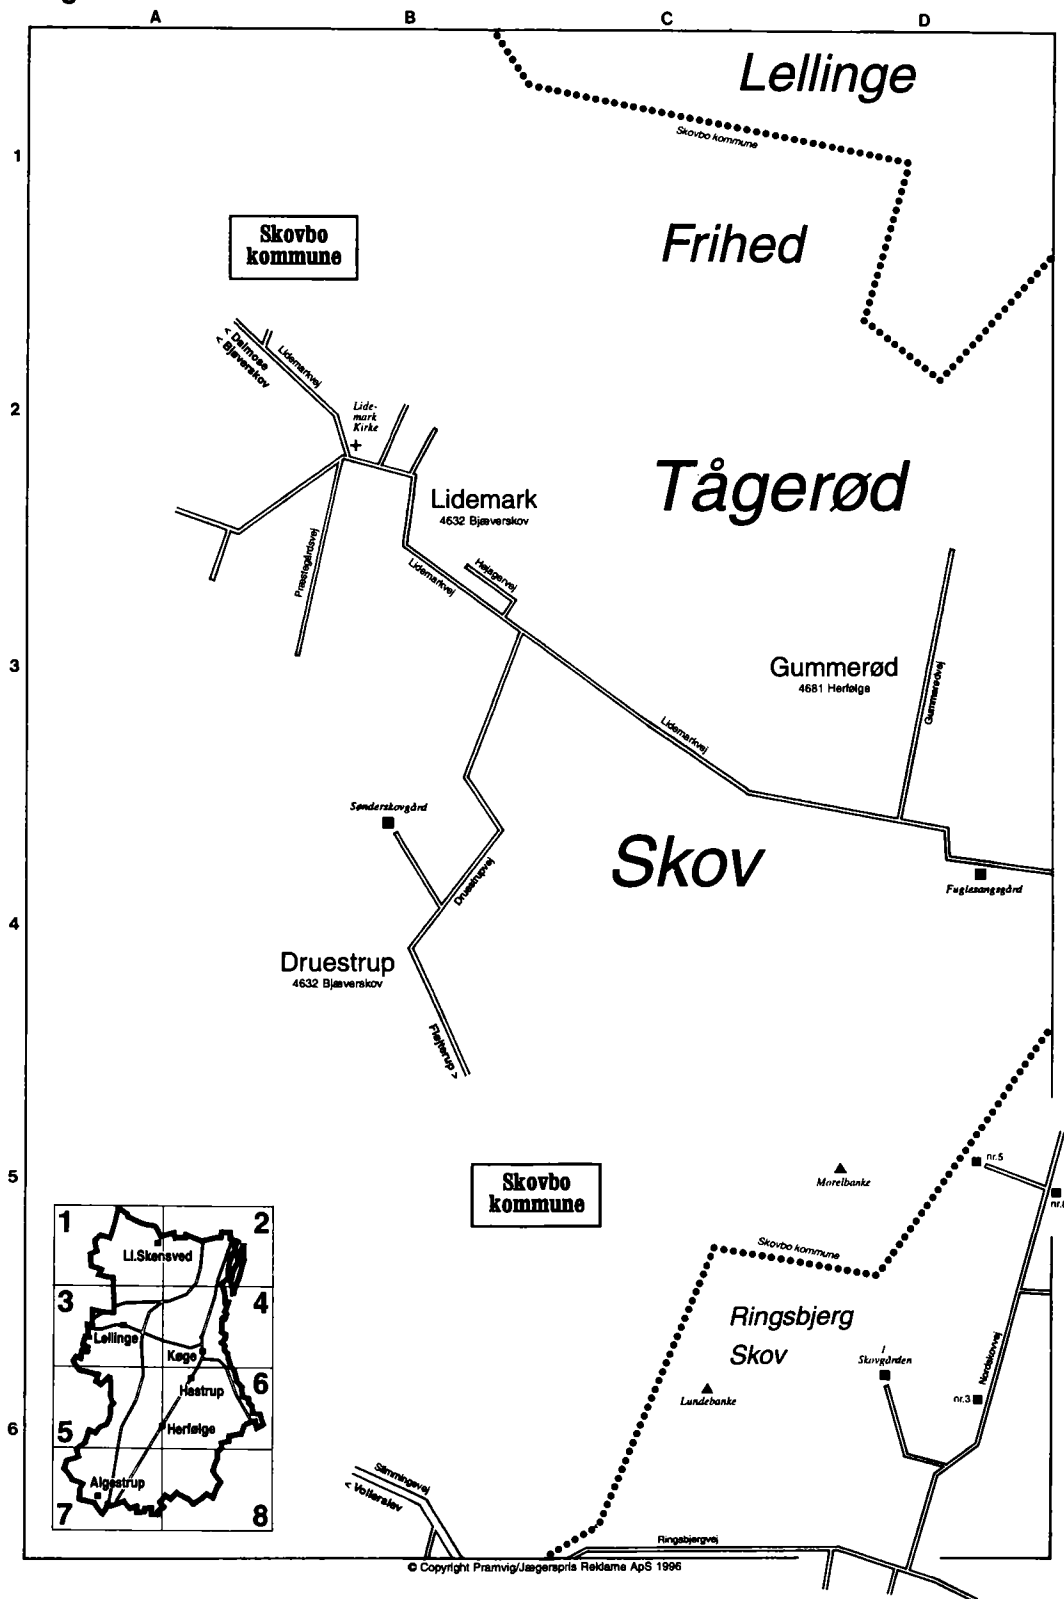 A B C D
Lellinge
Skovbo kommune
1
Skovbo
kommune
Frihed
< Dalmose
< Bjæverskov
Lidemarkvej
2
Lide-
mark
Kirke
Tågerød
Lidemark
4632 Bjæverskov
Præstegårdsvej
Lidemarkvej
Højagervej
3
Gummerød
4681 Herfølge
Gummerødvej
Lidemarkvej
Sønderskovgård
Skov
Druestrupvej
Fuglesangsgård
4
Druestrup
4632 Bjæverskov
Fløjterup >
5
Skovbo
kommune
Morelbanke
nr.5
Skovbo kommune
Ringsbjerg
Skov
1
Skovgården
Nordskovvej
nr.3
Lundebanke
6
Sämmingevej
< Vollerslev
Ringsbjergvej
1 2
Ll.Skensved
3 4
Lellinge
Køge
Hastrup
6
5
Herfølge
Algestrup
7 8
© Copyright Pramvig/Jægerspris Reklame ApS 1996